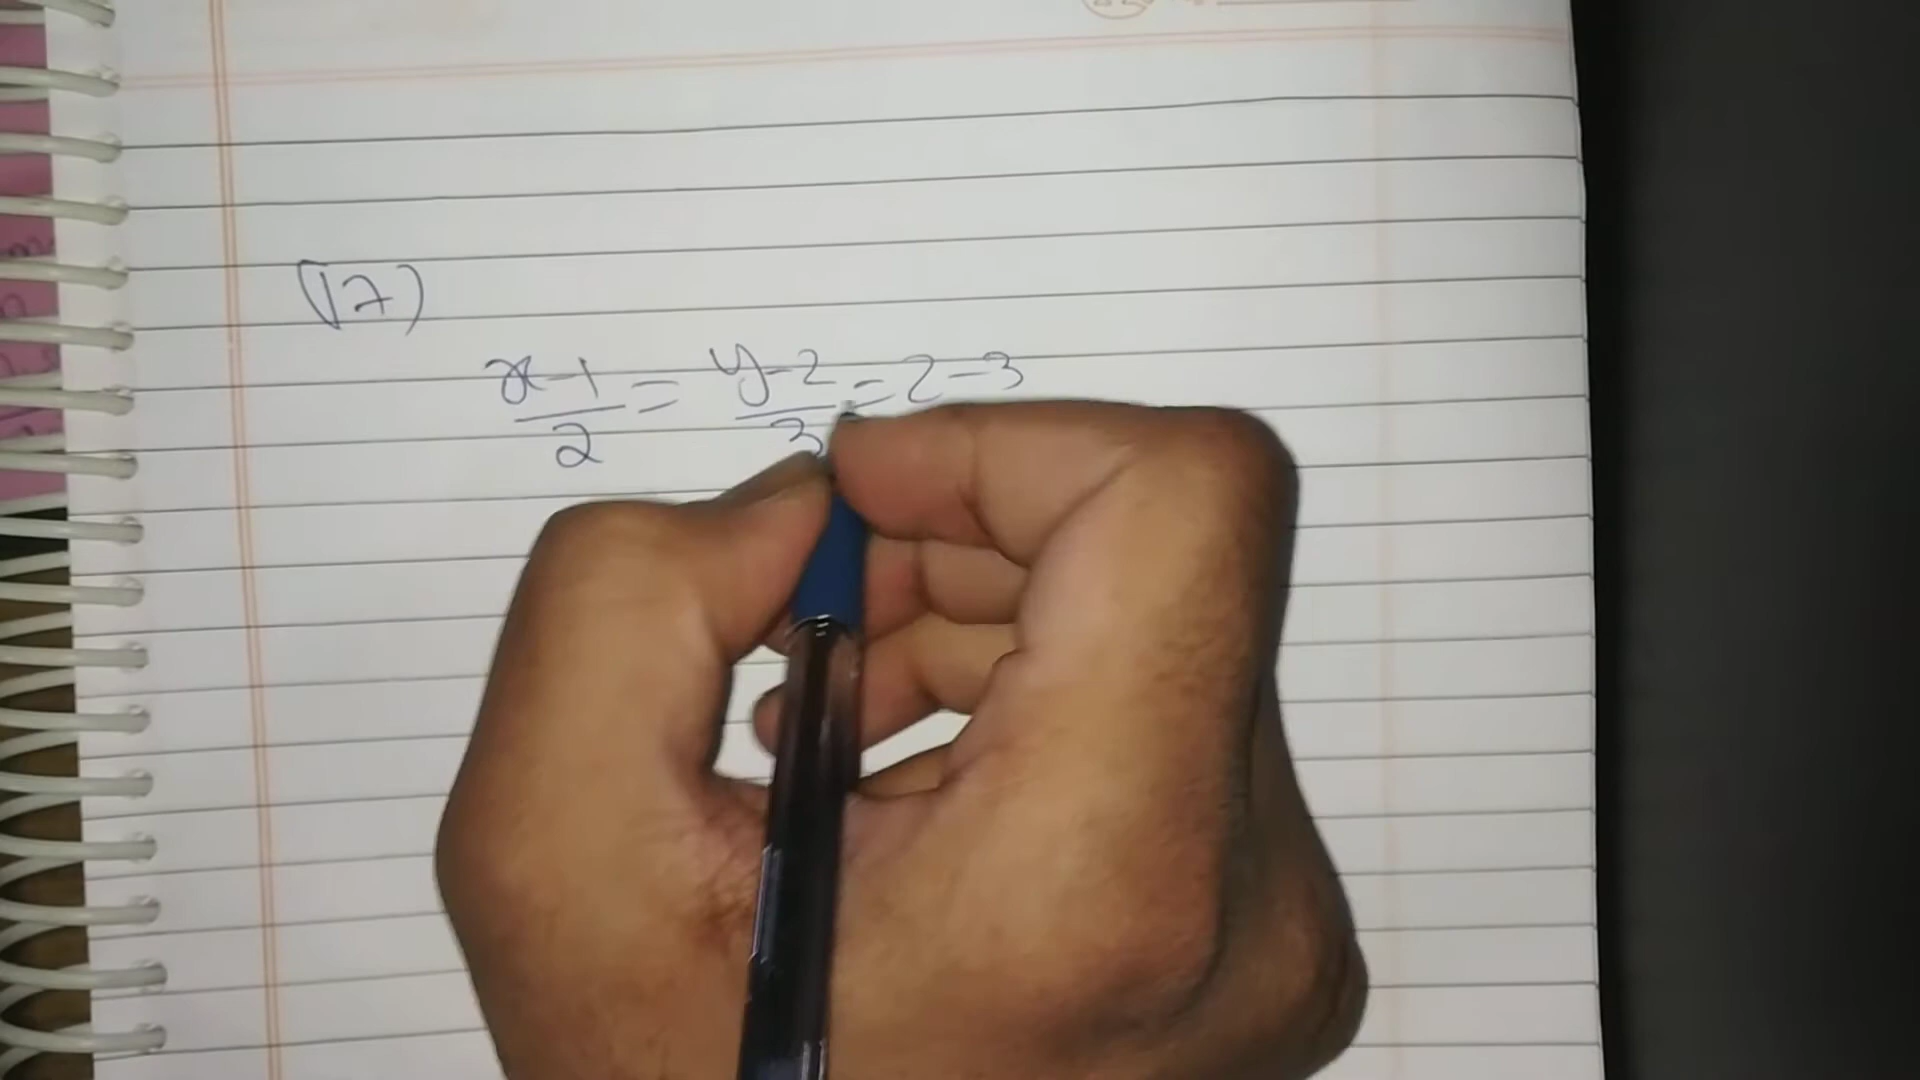 (17)
x-1/2 = y-2/3 = z-3